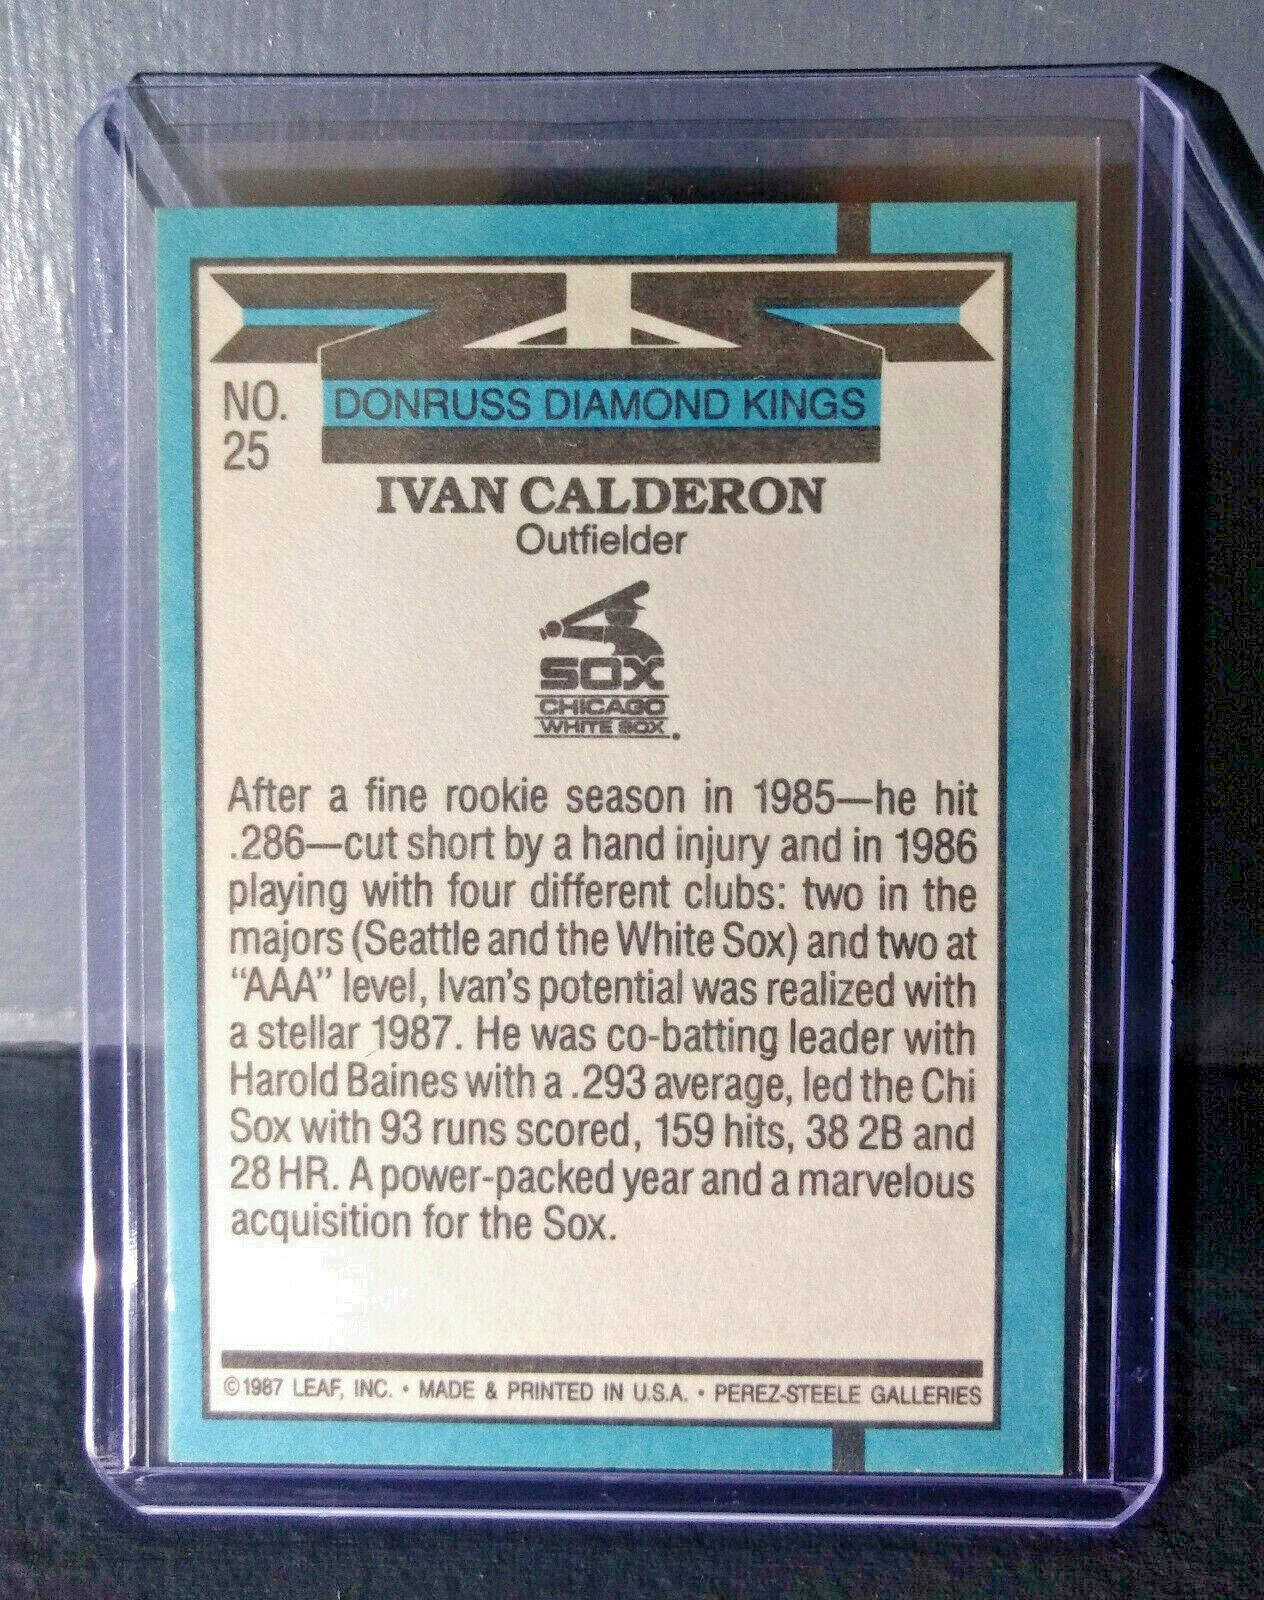 NO.
25
DONRUSS DIAMOND KINGS
IVAN CALDERON
Outfielder
SOX
CHICAGO
WHITE SOX.
After a fine rookie season in 1985—he hit
.286—cut short by a hand injury and in 1986
playing with four different clubs: two in the
majors (Seattle and the White Sox) and two at
“AAA” level, Ivan’s potential was realized with
a stellar 1987. He was co-batting leader with
Harold Baines with a .293 average, led the Chi
Sox with 93 runs scored, 159 hits, 38 2B and
28 HR. A power-packed year and a marvelous
acquisition for the Sox.
©1987 LEAF, INC. • MADE & PRINTED IN U.S.A. • PEREZ-STEELE GALLERIES